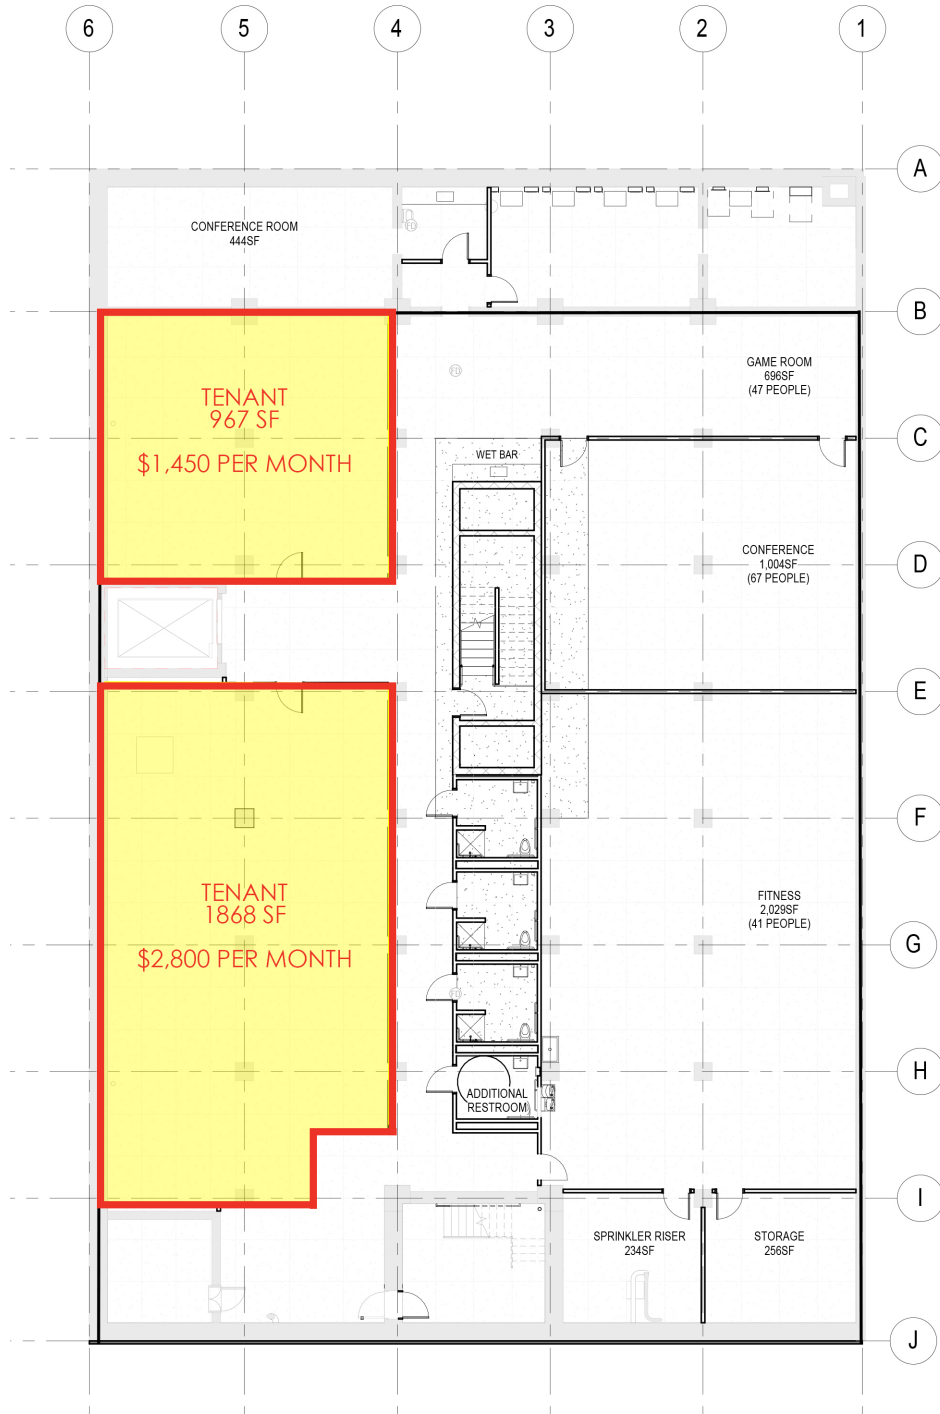 6 5 4 3 2 1
A
CONFERENCE ROOM
444SF
B
GAME ROOM
696SF
(47 PEOPLE)
TENANT
967 SF
$1,450 PER MONTH
C
WET BAR
CONFERENCE
1,004SF
(67 PEOPLE)
D
E
F
TENANT
1868 SF
$2,800 PER MONTH
FITNESS
2,029SF
(41 PEOPLE)
G
H
ADDITIONAL
RESTROOM
I
SPRINKLER RISER
234SF
STORAGE
256SF
J